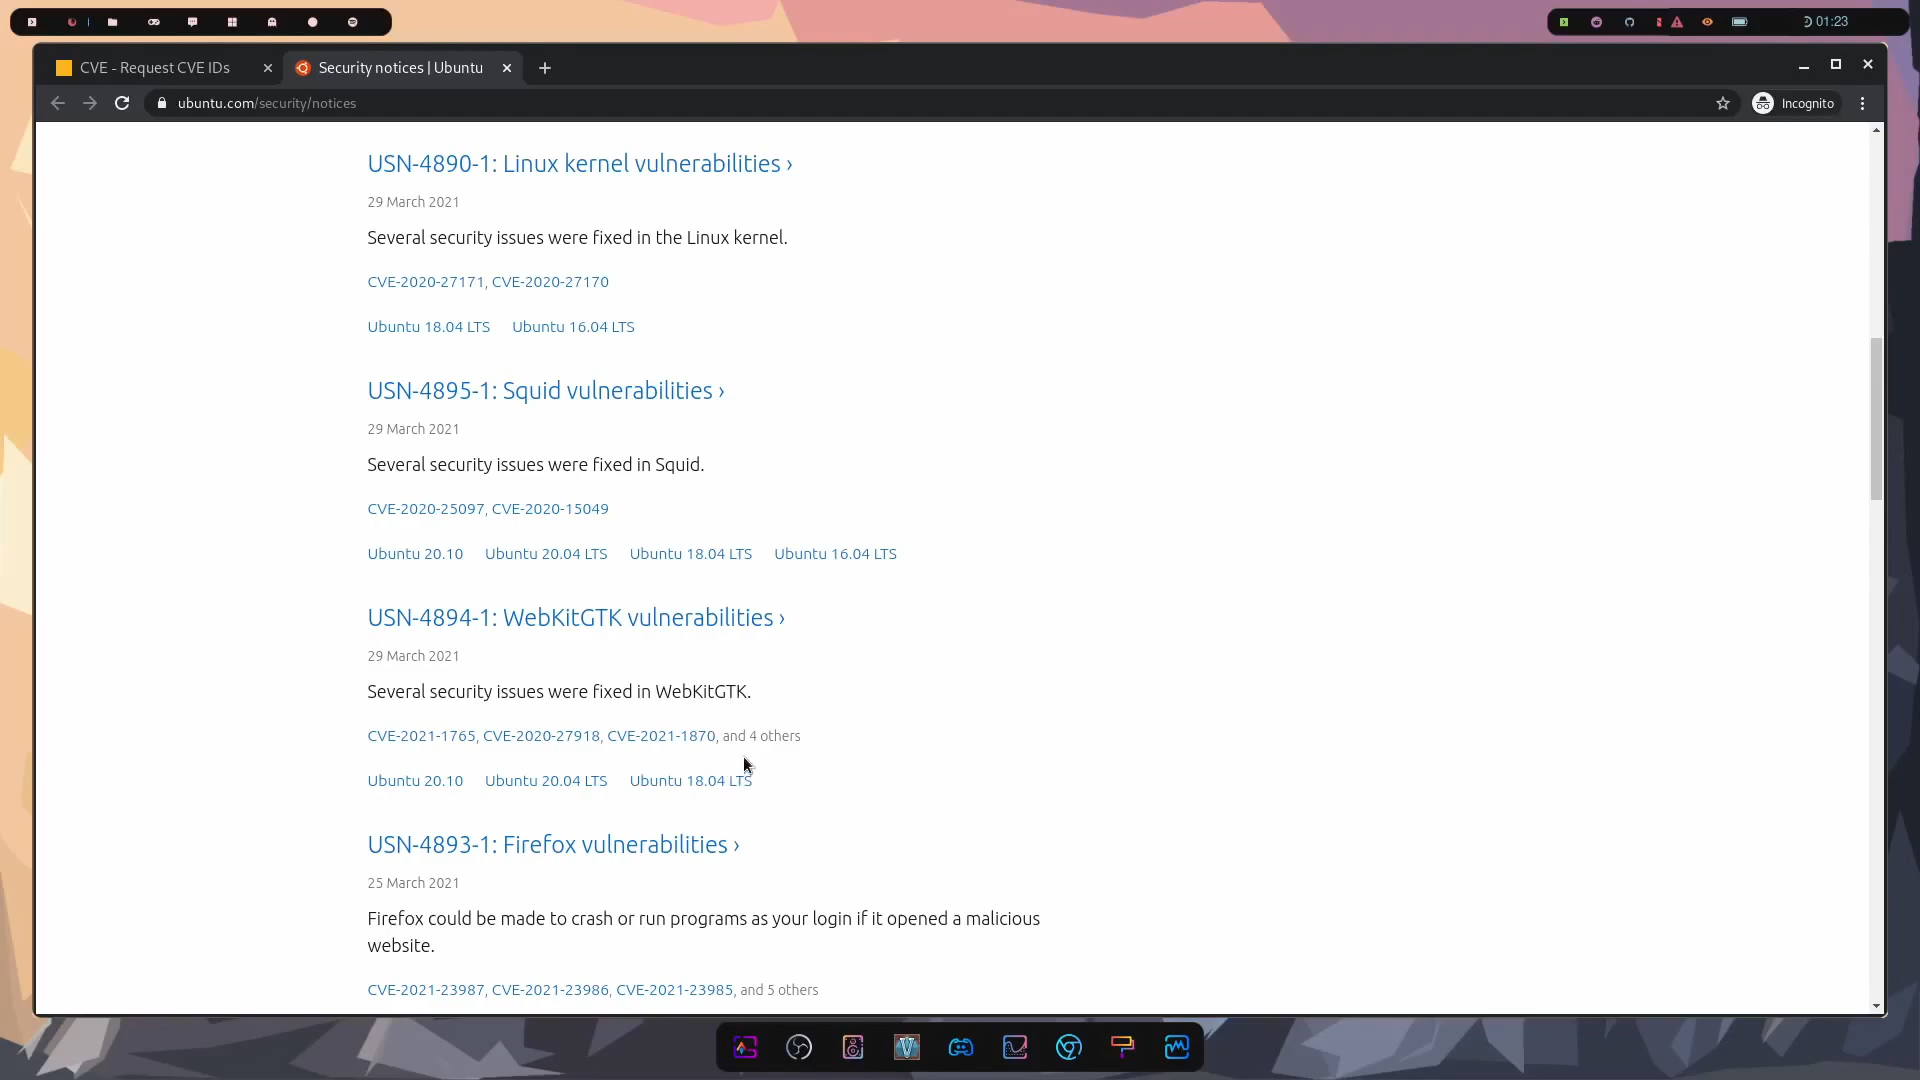 01:23
CVE - Request CVE IDs
Security notices | Ubuntu
ubuntu.com/security/notices
Incognito
USN-4890-1: Linux kernel vulnerabilities ›
29 March 2021
Several security issues were fixed in the Linux kernel.
CVE-2020-27171, CVE-2020-27170
Ubuntu 18.04 LTS Ubuntu 16.04 LTS
USN-4895-1: Squid vulnerabilities ›
29 March 2021
Several security issues were fixed in Squid.
CVE-2020-25097, CVE-2020-15049
Ubuntu 20.10 Ubuntu 20.04 LTS Ubuntu 18.04 LTS Ubuntu 16.04 LTS
USN-4894-1: WebKitGTK vulnerabilities ›
29 March 2021
Several security issues were fixed in WebKitGTK.
CVE-2021-1765, CVE-2020-27918, CVE-2021-1870, and 4 others
Ubuntu 20.10 Ubuntu 20.04 LTS Ubuntu 18.04 LTS
USN-4893-1: Firefox vulnerabilities ›
25 March 2021
Firefox could be made to crash or run programs as your login if it opened a malicious
website.
CVE-2021-23987, CVE-2021-23986, CVE-2021-23985, and 5 others